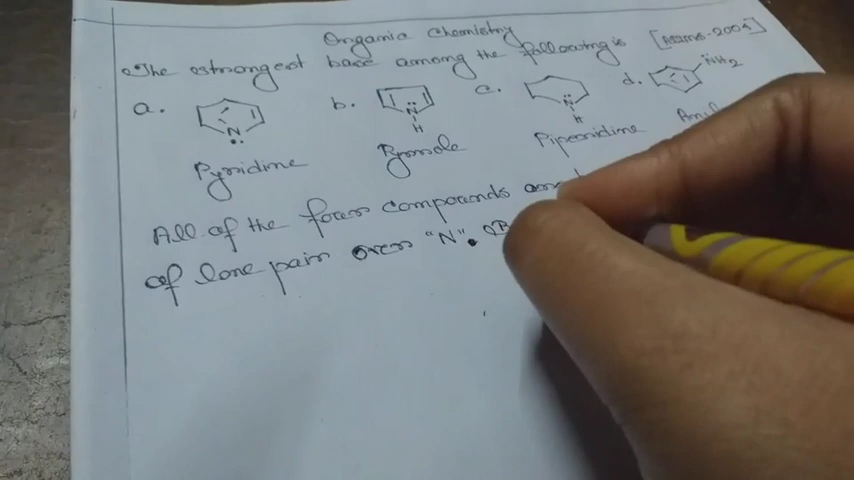 Organic Chemistry
The strongest base among the following is [AIIMS-2004]
a. b. c. d. NH2
N N H N H
Pyridine Pyrrole Piperidine Anil
All of the four compounds
of lone pair over "N".